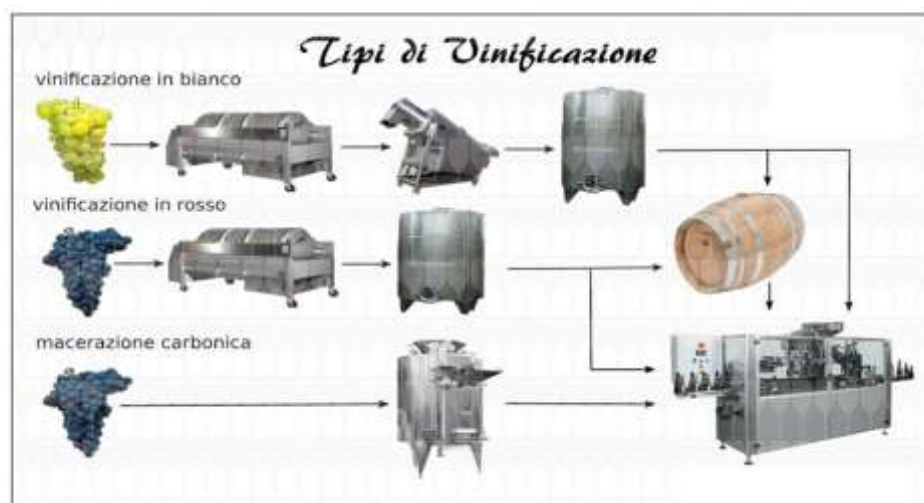 Tipi di Vinificazione
vinificazione in bianco
vinificazione in rosso
macerazione carbonica